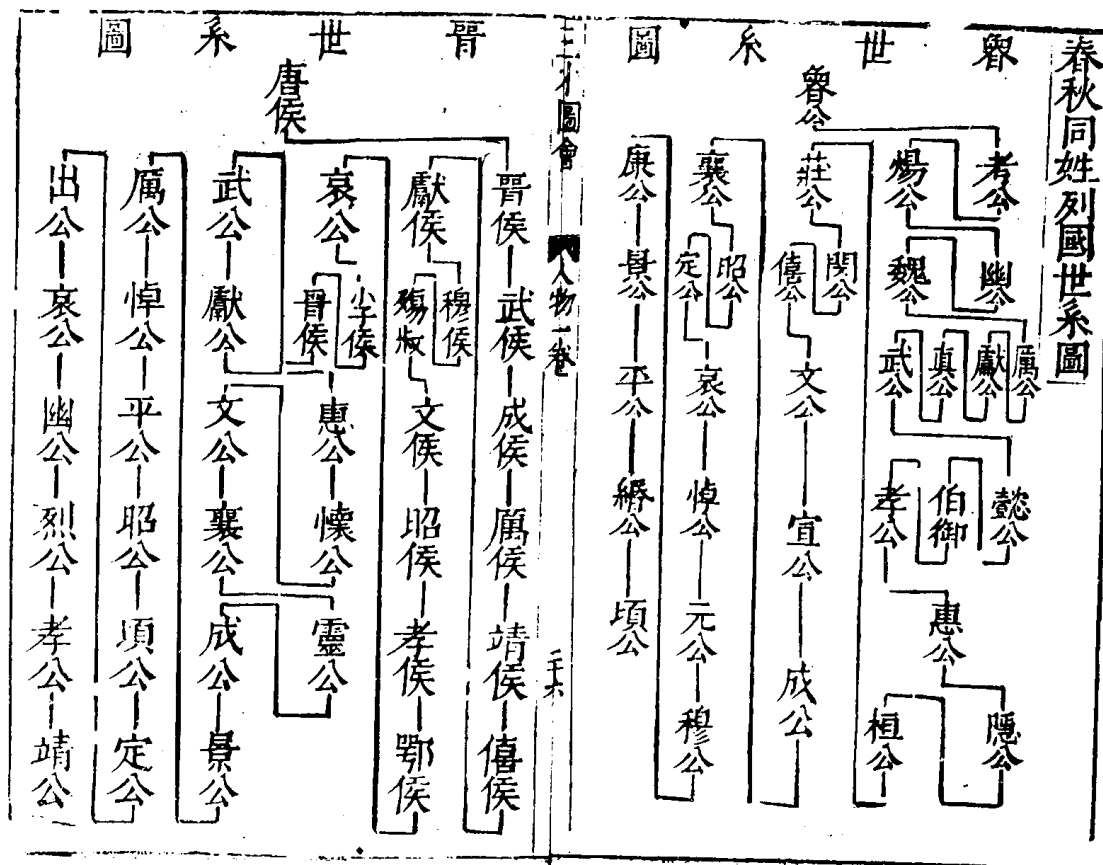 春秋同姓列國世系圖
魯世系圖
魯公
考公
煬公
幽公
魏公
厲公
獻公
眞公
武公
懿公
伯御
孝公
惠公
隱公
桓公
莊公
閔公
僖公
文公
宣公
成公
襄公
昭公
定公
哀公
悼公
元公
穆公
康公
景公
平公
緡公
頃公
三才圖會
人物一卷
二十六
晉世系圖
唐侯
晉侯
武侯
成侯
厲侯
靖侯
僖侯
獻侯
穆侯
殤叔
文侯
昭侯
孝侯
鄂侯
哀侯
小子侯
晉侯
武公
獻公
惠公
懷公
文公
襄公
靈公
成公
景公
厲公
悼公
平公
昭公
頃公
定公
出公
哀公
幽公
烈公
孝公
靖公